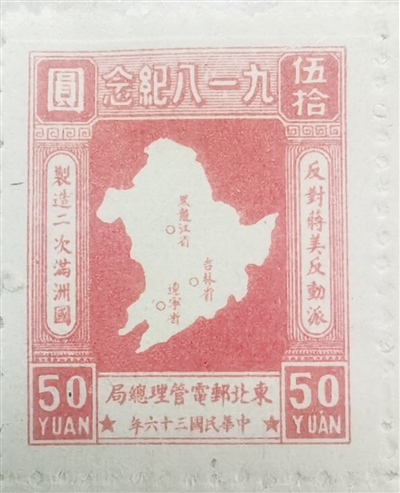 九一八紀念
伍拾
圓
反對蔣美反動派
製造二次滿洲國
黑龍江省
吉林省
遼寧省
東北郵電管理總局
中華民國三十六年
50 YUAN
50 YUAN